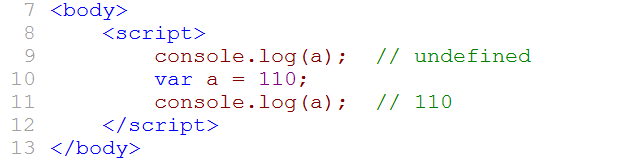 7 <body>
8     <script>
9         console.log(a);  // undefined
10         var a = 110;
11         console.log(a);  // 110
12     </script>
13 </body>